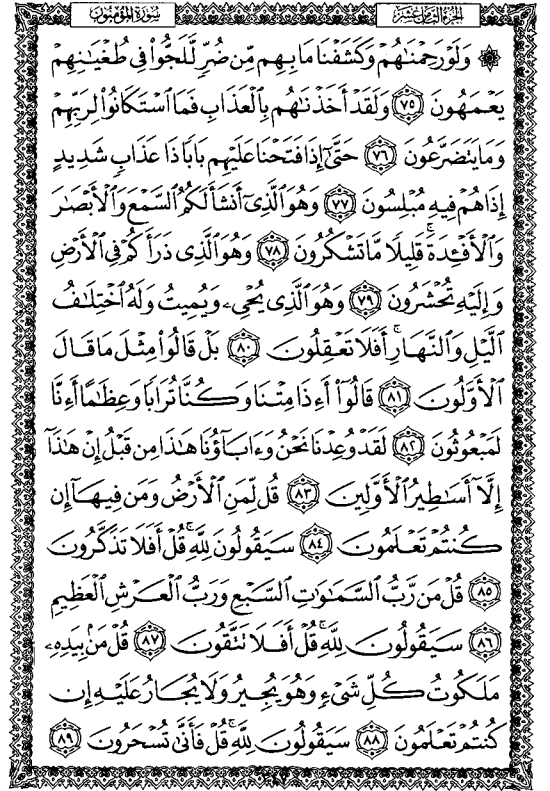 الجزء الثامن عشر
سورة المؤمنون
۞ وَلَوْ رَحِمْنَٰهُمْ وَكَشَفْنَا مَا بِهِم مِّن ضُرٍّ لَّلَجُّوا۟ فِى طُغْيَٰنِهِمْ
يَعْمَهُونَ ٧٥ وَلَقَدْ أَخَذْنَٰهُم بِٱلْعَذَابِ فَمَا ٱسْتَكَانُوا۟ لِرَبِّهِمْ
وَمَا يَتَضَرَّعُونَ ٧٦ حَتَّىٰٓ إِذَا فَتَحْنَا عَلَيْهِم بَابًا ذَا عَذَابٍ شَدِيدٍ
إِذَا هُمْ فِيهِ مُبْلِسُونَ ٧٧ وَهُوَ ٱلَّذِىٓ أَنشَأَ لَكُمُ ٱلسَّمْعَ وَٱلْأَبْصَٰرَ
وَٱلْأَفْـِٔدَةَ ۚ قَلِيلًا مَّا تَشْكُرُونَ ٧٨ وَهُوَ ٱلَّذِى ذَرَأَكُمْ فِى ٱلْأَرْضِ
وَإِلَيْهِ تُحْشَرُونَ ٧٩ وَهُوَ ٱلَّذِى يُحْىِۦ وَيُمِيتُ وَلَهُ ٱخْتِلَٰفُ
ٱلَّيْلِ وَٱلنَّهَارِ ۚ أَفَلَا تَعْقِلُونَ ٨٠ بَلْ قَالُوا۟ مِثْلَ مَا قَالَ
ٱلْأَوَّلُونَ ٨١ قَالُوٓا۟ أَءِذَا مِتْنَا وَكُنَّا تُرَابًا وَعِظَٰمًا أَءِنَّا
لَمَبْعُوثُونَ ٨٢ لَقَدْ وُعِدْنَا نَحْنُ وَءَابَآؤُنَا هَٰذَا مِن قَبْلُ إِنْ هَٰذَآ
إِلَّآ أَسَٰطِيرُ ٱلْأَوَّلِينَ ٨٣ قُل لِّمَنِ ٱلْأَرْضُ وَمَن فِيهَآ إِن
كُنتُمْ تَعْلَمُونَ ٨٤ سَيَقُولُونَ لِلَّهِ ۚ قُلْ أَفَلَا تَذَكَّرُونَ
٨٥ قُلْ مَن رَّبُّ ٱلسَّمَٰوَٰتِ ٱلسَّبْعِ وَرَبُّ ٱلْعَرْشِ ٱلْعَظِيمِ
٨٦ سَيَقُولُونَ لِلَّهِ ۚ قُلْ أَفَلَا تَتَّقُونَ ٨٧ قُلْ مَنۢ بِيَدِهِۦ
مَلَكُوتُ كُلِّ شَىْءٍ وَهُوَ يُجِيرُ وَلَا يُجَارُ عَلَيْهِ إِن
كُنتُمْ تَعْلَمُونَ ٨٨ سَيَقُولُونَ لِلَّهِ ۚ قُلْ فَأَنَّىٰ تُسْحَرُونَ ٨٩